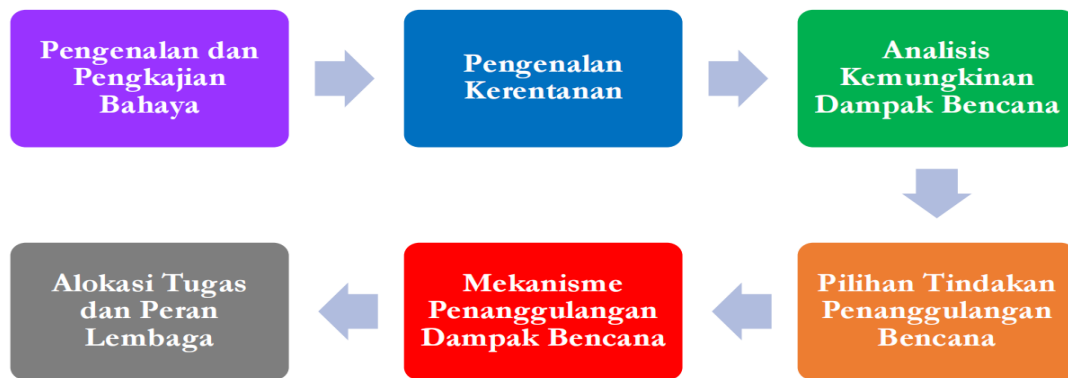 Pengenalan dan
Pengkajian
Bahaya
Pengenalan
Kerentanan
Analisis
Kemungkinan
Dampak Bencana
Pilihan Tindakan
Penanggulangan
Bencana
Mekanisme
Penanggulangan
Dampak Bencana
Alokasi Tugas
dan Peran
Lembaga